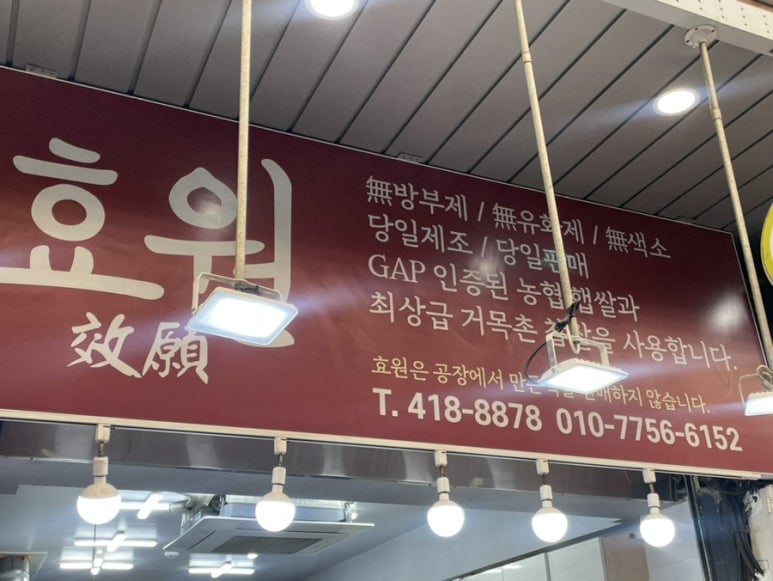 효원
效願
無방부제 / 無유화제 / 無색소
당일제조 / 당일판매
GAP 인증된 농협 햅쌀과
최상급 거목촌 찹쌀을 사용합니다.
효원은 공장에서 만든 판매하지 않습니다.
T. 418-8878 010-7756-6152